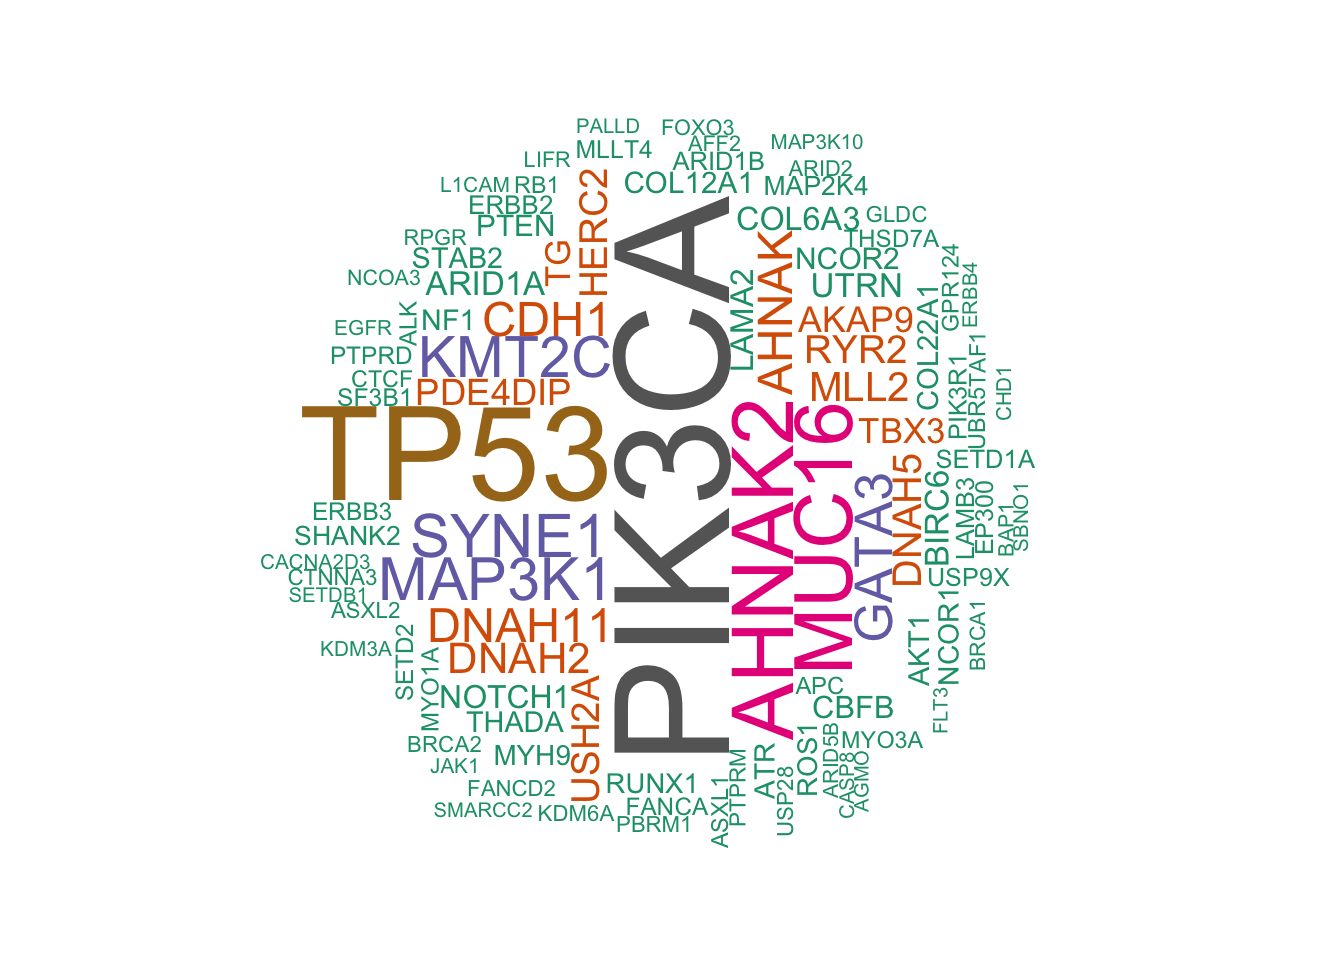 PALLD
FOXO3
AFF2
MAP3K10
LIFR
MLLT4
ARID1B
ARID2
L1CAM
RB1
HERC2
COL12A1
MAP2K4
ERBB2
PTEN
COL6A3
GLDC
RPGR
STAB2
TG
THSD7A
NCOA3
ARID1A
LAMA2
AHNAK
NCOR2
UTRN
GPR124
ERBB4
EGFR
ALK
NF1
CDH1
AKAP9
COL22A1
PTPRD
KMT2C
RYR2
PIK3R1
UBR5
TAF1
CHD1
CTCF
SF3B1
PDE4DIP
MLL2
TP53
PIK3CA
AHNAK2
MUC16
TBX3
SETD1A
ERBB3
SHANK2
SYNE1
GATA3
DNAH5
BIRC6
LAMB3
EP300
BAP1
SBNO1
CACNA2D3
CTNNA3
SETDB1
MAP3K1
USP9X
ASXL2
DNAH11
AKT1
NCOR1
BRCA1
KDM3A
SETD2
MYO1A
DNAH2
NOTCH1
USH2A
APC
CBFB
FLT3
THADA
BRCA2
MYH9
ATR
ROS1
ARID5B
MYO3A
JAK1
FANCD2
RUNX1
ASXL1
PTPRM
USP28
CASP8
AGMO
SMARCC2
KDM6A
FANCA
PBRM1